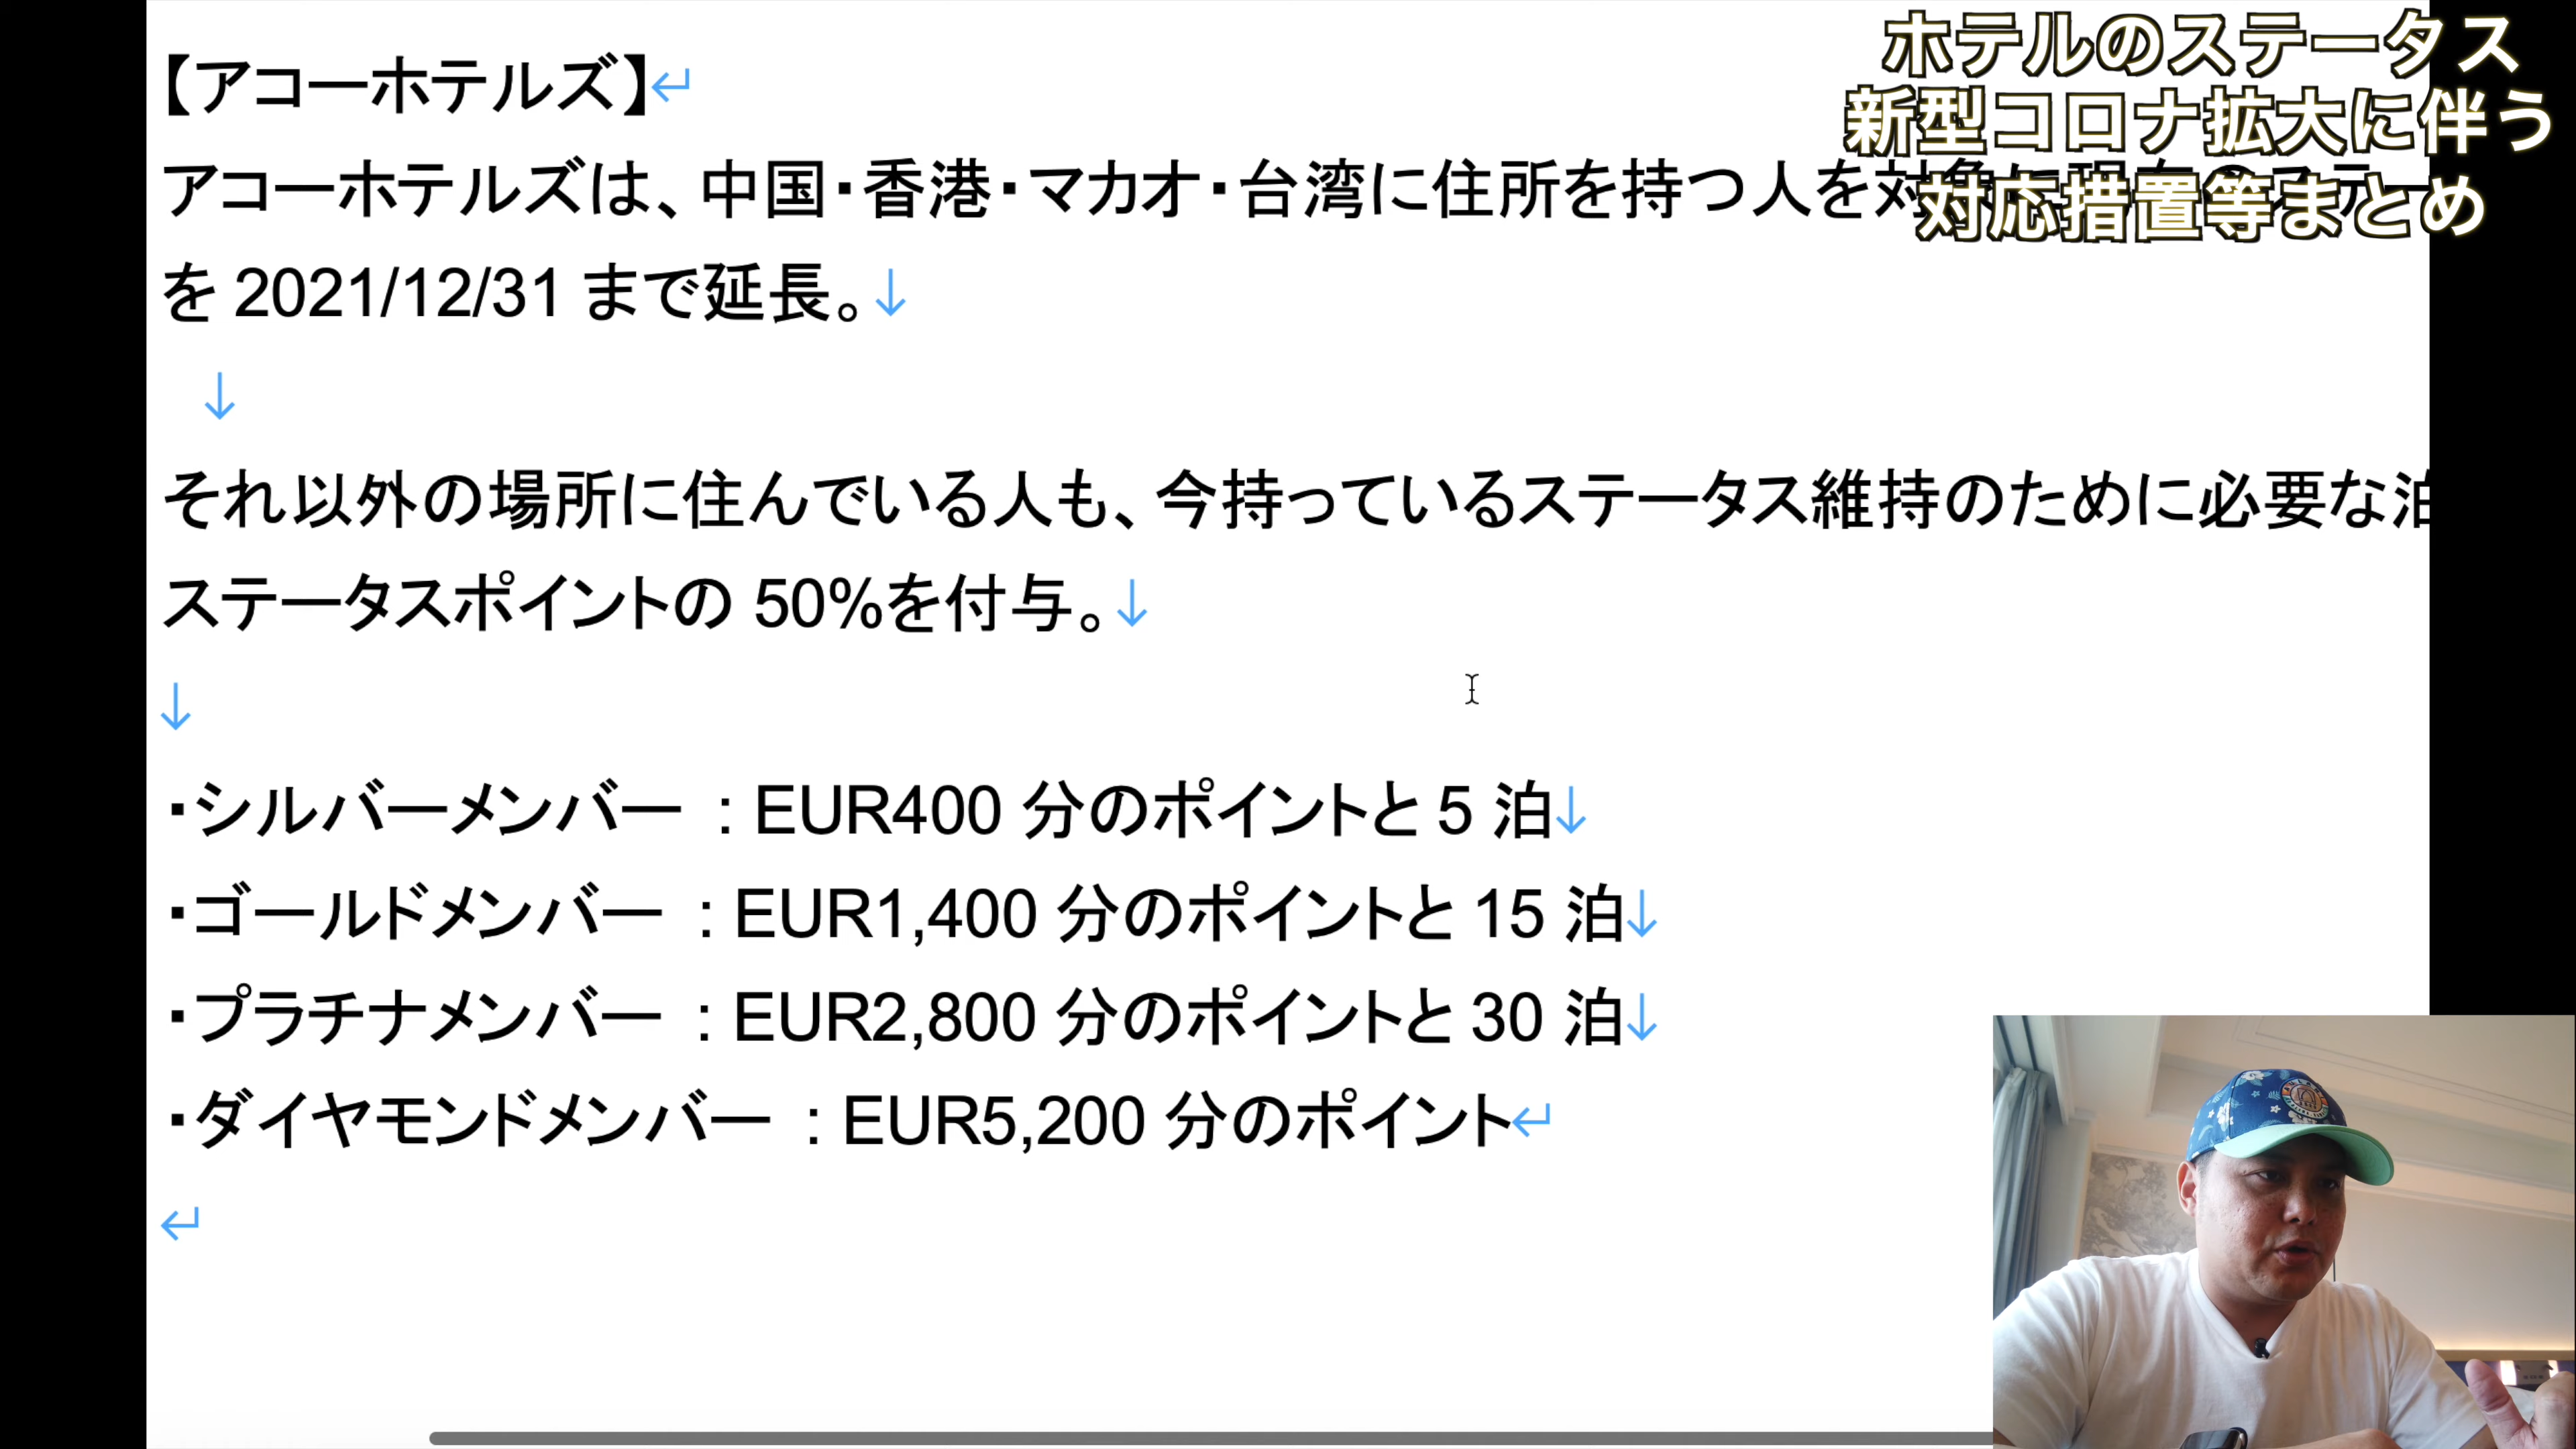 ホテルのステータス
新型コロナ拡大に伴う
対応措置等まとめ
【アコーホテルズ】↵
アコーホテルズは、中国・香港・マカオ・台湾に住所を持つ人を
を 2021/12/31 まで延長。↓
↓
それ以外の場所に住んでいる人も、今持っているステータス維持のために必要な
ステータスポイントの 50%を付与。↓
↓
・シルバーメンバー : EUR400 分のポイントと 5 泊↓
・ゴールドメンバー : EUR1,400 分のポイントと 15 泊↓
・プラチナメンバー : EUR2,800 分のポイントと 30 泊↓
・ダイヤモンドメンバー : EUR5,200 分のポイント↵
↵